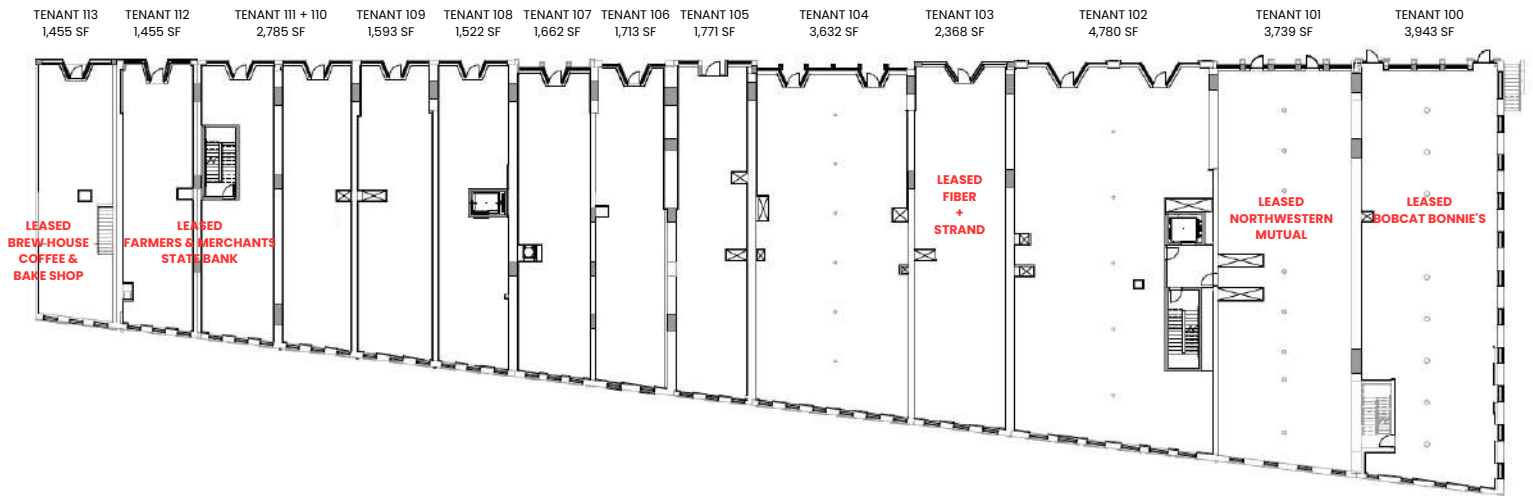 TENANT 113
1,455 SF
TENANT 112
1,455 SF
TENANT 111 + 110
2,785 SF
TENANT 109
1,593 SF
TENANT 108
1,522 SF
TENANT 107
1,662 SF
TENANT 106
1,713 SF
TENANT 105
1,771 SF
TENANT 104
3,632 SF
TENANT 103
2,368 SF
TENANT 102
4,780 SF
TENANT 101
3,739 SF
TENANT 100
3,943 SF
LEASED
BREW HOUSE
COFFEE &
BAKE SHOP
LEASED
FARMERS & MERCHANTS
STATE BANK
LEASED
FIBER
+
STRAND
LEASED
NORTHWESTERN
MUTUAL
LEASED
BOBCAT BONNIE'S